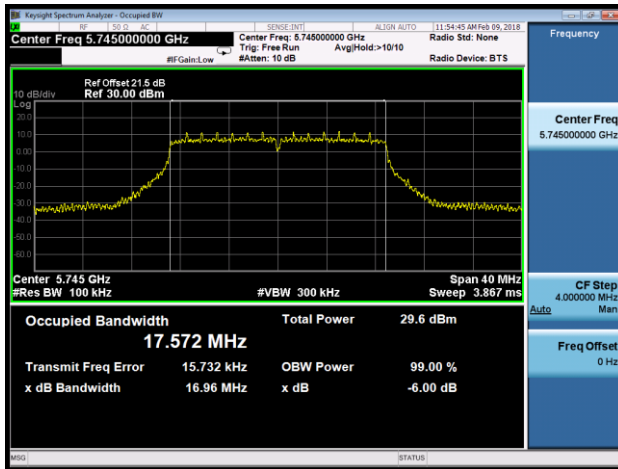 Keysight Spectrum Analyzer - Occupied BW
RF 50 Ω AC SENSE:INT ALIGN AUTO 11:54:45 AM Feb 09, 2018
Center Freq 5.745000000 GHz
Center Freq: 5.745000000 GHz
Radio Std: None
Trig: Free Run Avg|Hold:>10/10
#IFGain:Low #Atten: 10 dB Radio Device: BTS
Frequency
Ref Offset 21.5 dB
10 dB/div Ref 30.00 dBm
Log
20.0
10.0
0.00
-10.0
-20.0
-30.0
-40.0
-50.0
-60.0
Center 5.745 GHz Span 40 MHz
#Res BW 100 kHz #VBW 300 kHz Sweep 3.867 ms
Center Freq
5.745000000 GHz
CF Step
4.000000 MHz
Auto Man
Freq Offset
0 Hz
Occupied Bandwidth Total Power 29.6 dBm
17.572 MHz
Transmit Freq Error 15.732 kHz OBW Power 99.00 %
x dB Bandwidth 16.96 MHz x dB -6.00 dB
MSG STATUS